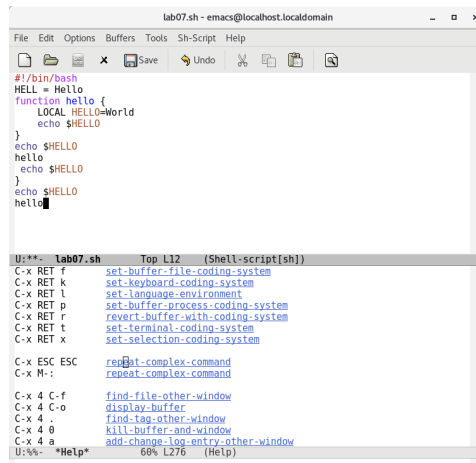 lab07.sh - emacs@localhost.localdomain
File Edit Options Buffers Tools Sh-Script Help
Save Undo
#!/bin/bash
HELL = Hello
function hello {
    LOCAL HELLO=World
    echo $HELLO
}
echo $HELLO
hello
 echo $HELLO
}
echo $HELLO
hello
U:**- lab07.sh Top L12 (Shell-script[sh])
C-x RET f set-buffer-file-coding-system
C-x RET k set-keyboard-coding-system
C-x RET l set-language-environment
C-x RET p set-buffer-process-coding-system
C-x RET r revert-buffer-with-coding-system
C-x RET t set-terminal-coding-system
C-x RET x set-selection-coding-system
C-x ESC ESC repeat-complex-command
C-x M-: repeat-complex-command
C-x 4 C-f find-file-other-window
C-x 4 C-o display-buffer
C-x 4 . find-tag-other-window
C-x 4 0 kill-buffer-and-window
C-x 4 a add-change-log-entry-other-window
U:%%- *Help* 60% L276 (Help)